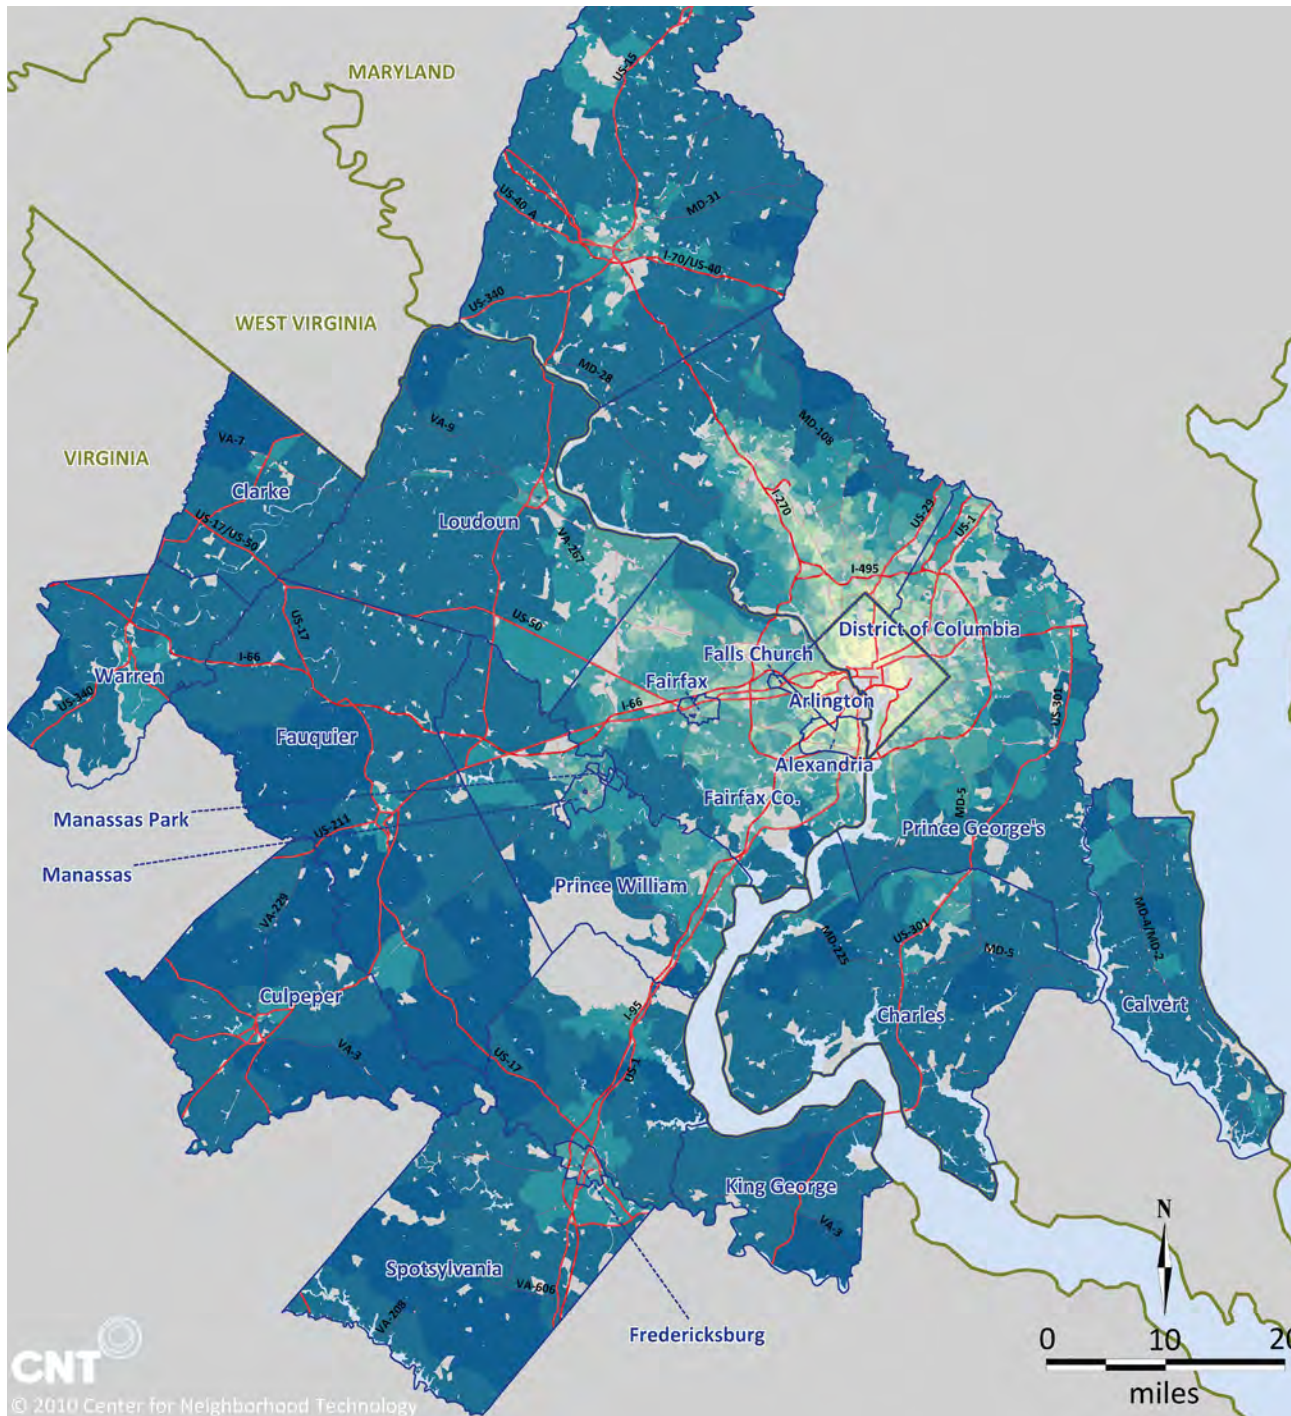 US-15
MARYLAND
US-40 A
MD-31
I-70/US-40
US-340
WEST VIRGINIA
MD-28
VA-9
MD-108
VA-7
VIRGINIA
Clarke
I-270
US-29
US-1
Loudoun
US-17/US-50
VA-267
I-495
US-50
US-17
District of Columbia
Falls Church
I-66
Warren
Fairfax
US-340
Arlington
I-66
US-301
Fauquier
Alexandria
Fairfax Co.
MD-5
Manassas Park
US-211
Prince George's
Manassas
Prince William
VA-229
MD-4/MD-2
US-301
MD-225
MD-5
Culpeper
Calvert
I-95
Charles
VA-3
US-17
US-1
King George
N
VA-3
Spotsylvania
VA-606
VA-208
Fredericksburg
0 10 20
miles
CNT
© 2010 Center for Neighborhood Technology